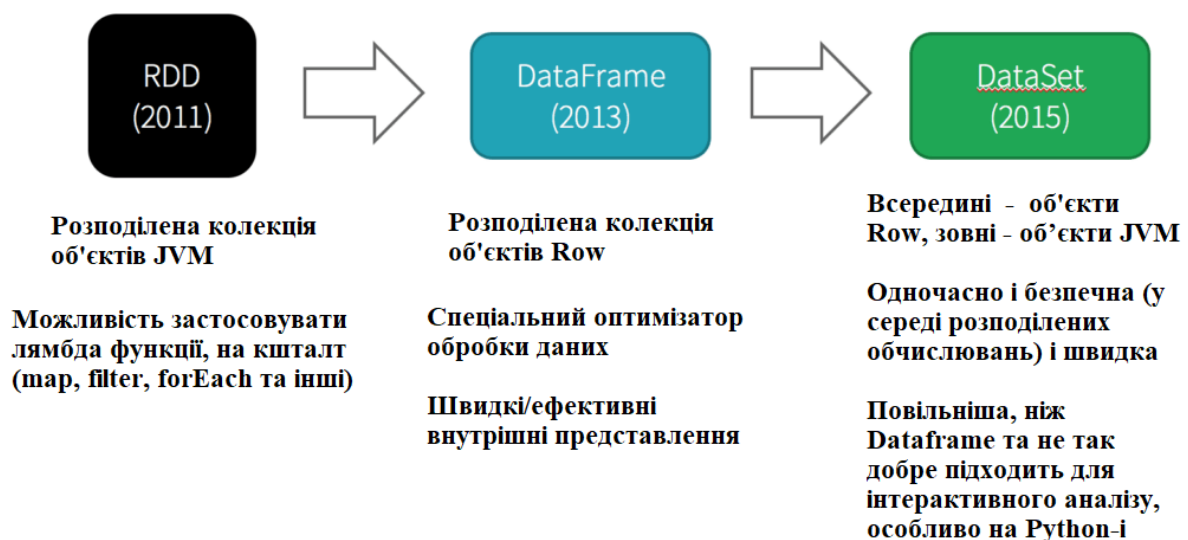 RDD
(2011)
DataFrame
(2013)
DataSet
(2015)
Розподілена колекція
об'єктів JVM
Можливість застосовувати
лямбда функції, на кшталт
(map, filter, forEach та інші)
Розподілена колекція
об'єктів Row
Спеціальний оптимізатор
обробки даних
Швидкі/ефективні
внутрішні представлення
Всередині - об'єкти
Row, зовні - об’єкти JVM
Одночасно і безпечна (у
середі розподілених
обчислювань) і швидка
Повільніша, ніж
Dataframe та не так
добре підходить для
інтерактивного аналізу,
особливо на Python-і